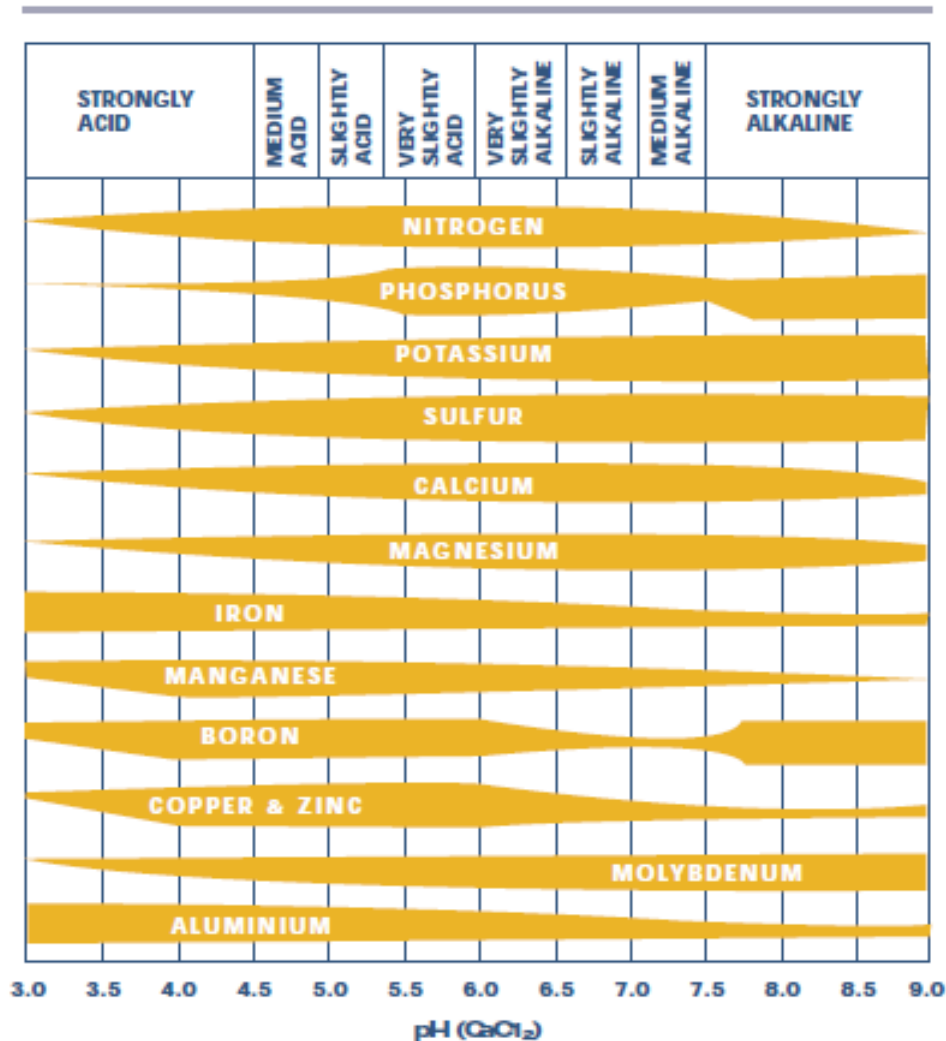 STRONGLY
ACID
MEDIUM
ACID
SLIGHTLY
ACID
VERY
SLIGHTLY
ACID
VERY
SLIGHTLY
ALKALINE
SLIGHTLY
ALKALINE
MEDIUM
ALKALINE
STRONGLY
ALKALINE
NITROGEN
PHOSPHORUS
POTASSIUM
SULFUR
CALCIUM
MAGNESIUM
IRON
MANGANESE
BORON
COPPER & ZINC
MOLYBDENUM
ALUMINIUM
3.0 3.5 4.0 4.5 5.0 5.5 6.0 6.5 7.0 7.5 8.0 8.5 9.0
pH (CaC1₂)